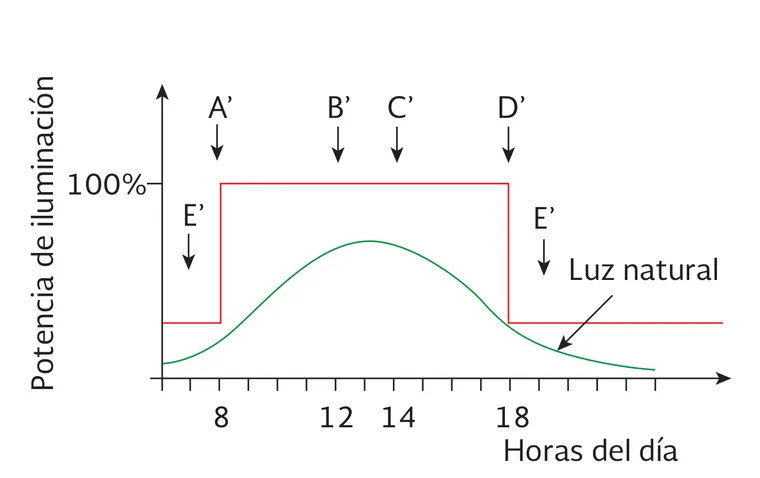 A’ B’ C’ D’
100%
E’ E’
Luz natural
Potencia de iluminación
8 12 14 18
Horas del día